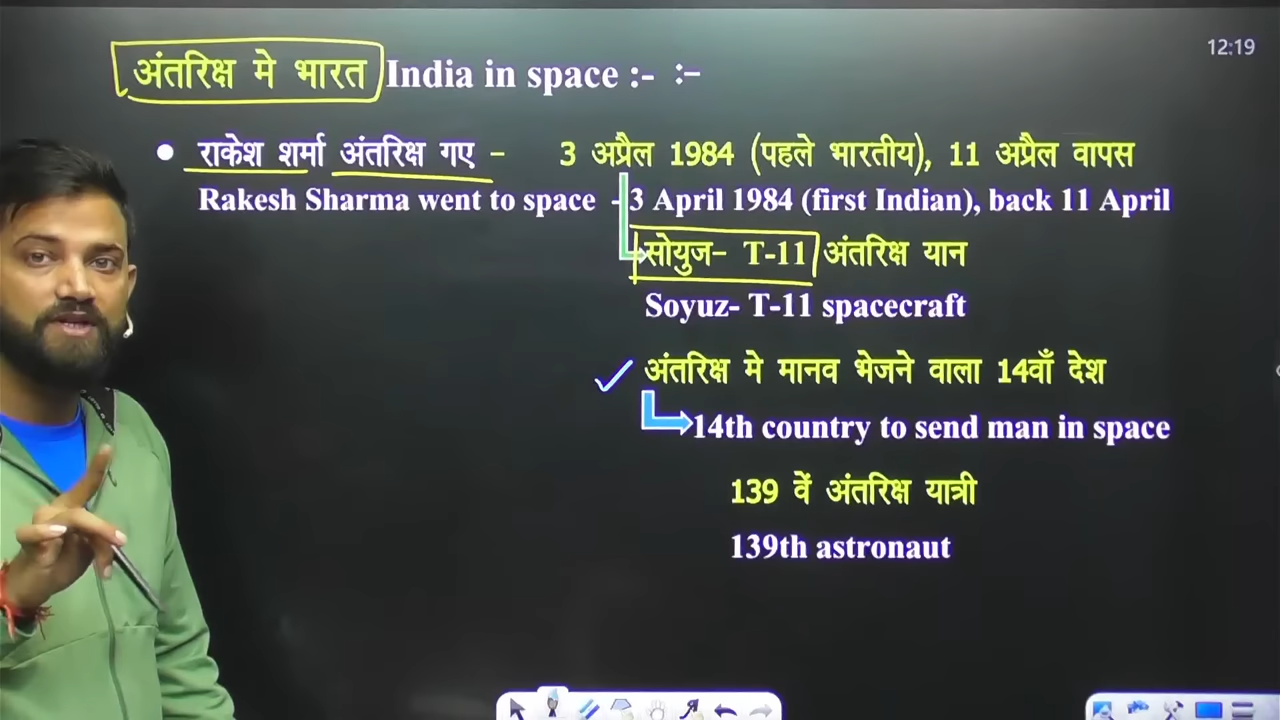 12:19
अंतरिक्ष मे भारत India in space :- :-
• राकेश शर्मा अंतरिक्ष गए - 3 अप्रैल 1984 (पहले भारतीय), 11 अप्रैल वापस
Rakesh Sharma went to space - 3 April 1984 (first Indian), back 11 April
सोयुज- T-11 अंतरिक्ष यान
Soyuz- T-11 spacecraft
अंतरिक्ष मे मानव भेजने वाला 14वाँ देश
14th country to send man in space
139 वें अंतरिक्ष यात्री
139th astronaut